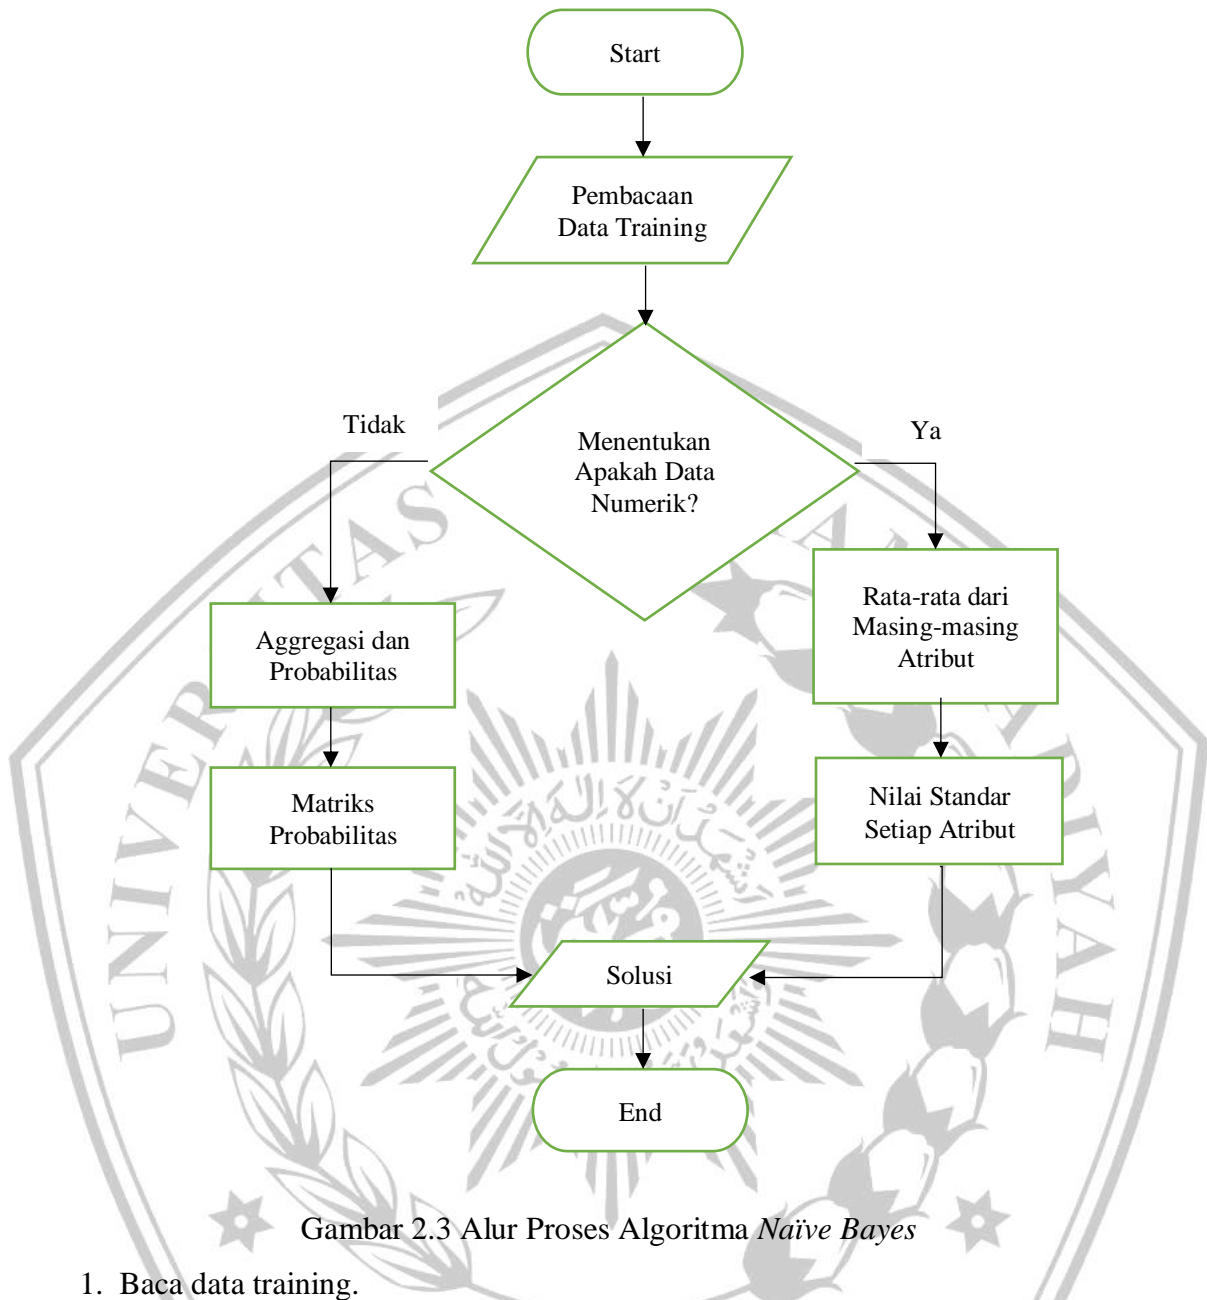 Start
Pembacaan
Data Training
Menentukan
Apakah Data
Numerik?
Tidak
Ya
Aggregasi dan
Probabilitas
Rata-rata dari
Masing-masing
Atribut
Matriks
Probabilitas
Nilai Standar
Setiap Atribut
Solusi
End
Gambar 2.3 Alur Proses Algoritma Naïve Bayes
1. Baca data training.